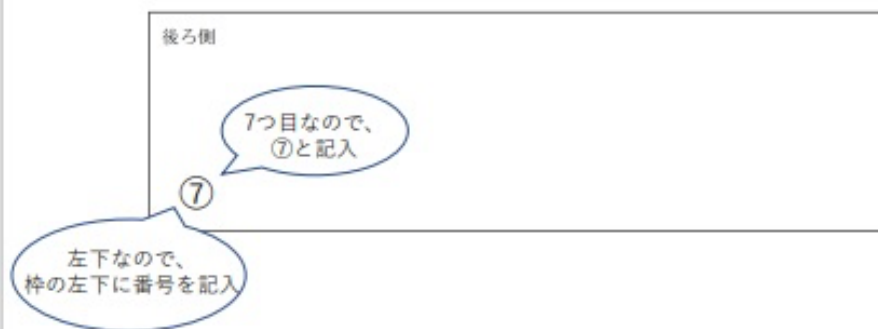 後ろ側
7つ目なので、
⑦と記入
⑦
左下なので、
枠の左下に番号を記入